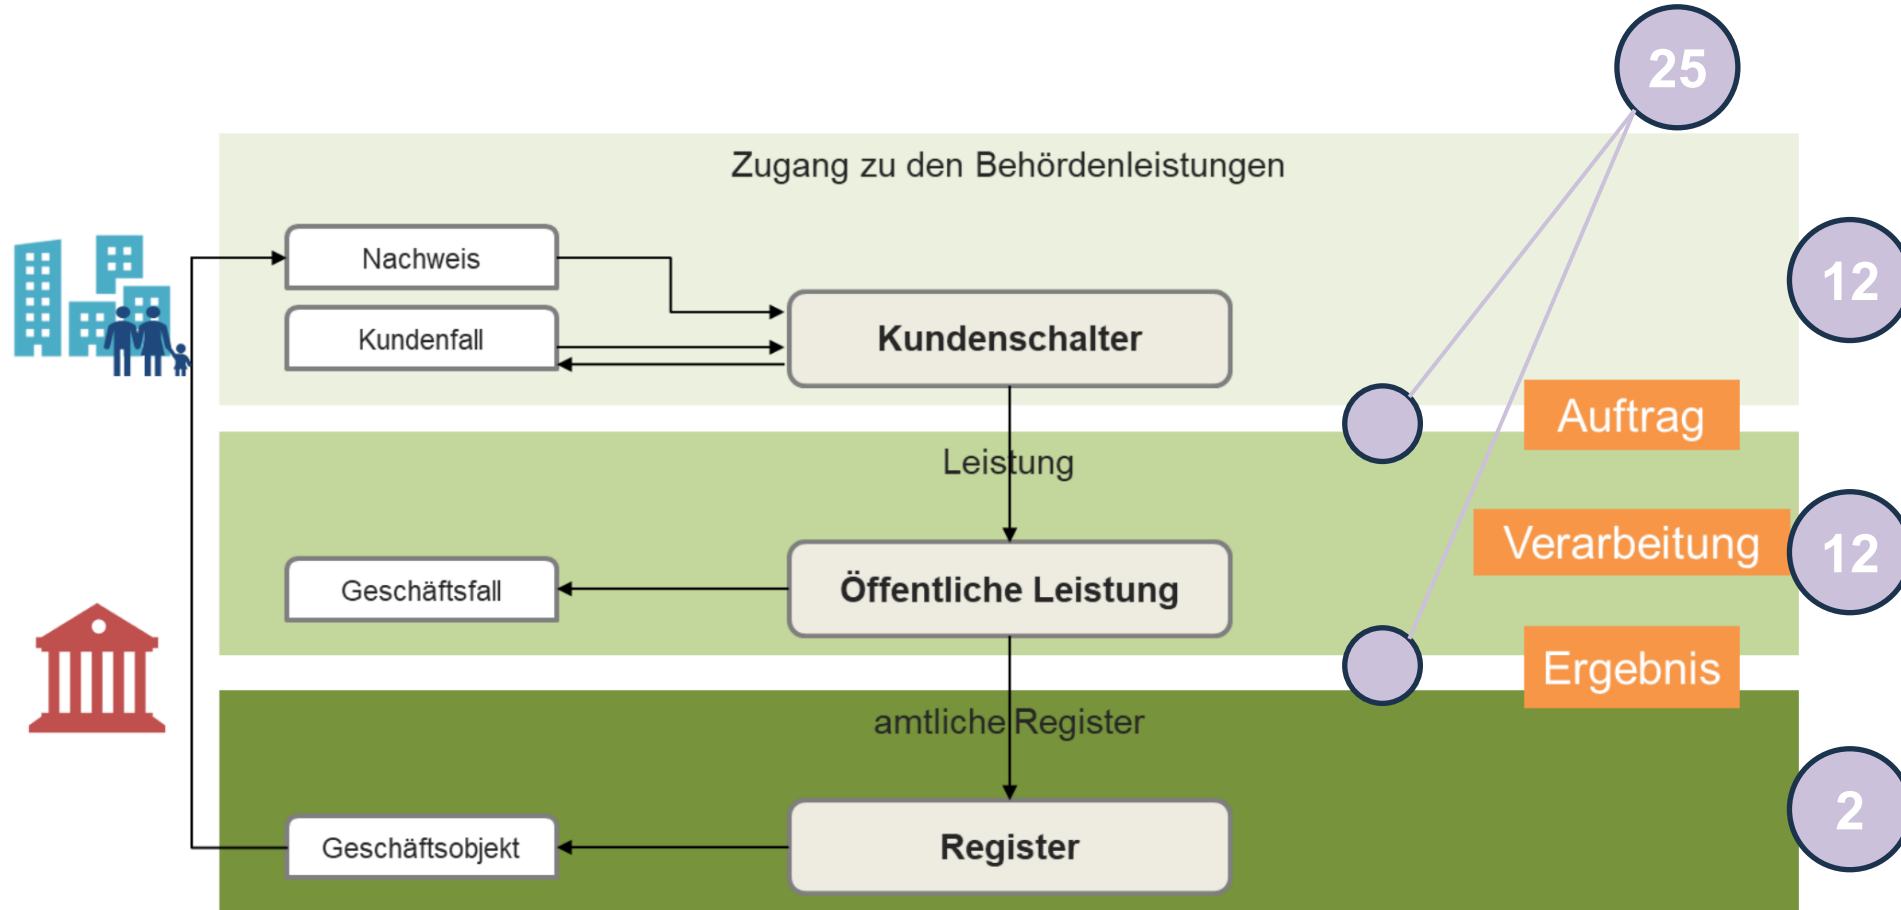 25
Zugang zu den Behördenleistungen
Nachweis
12
Kundenfall
Kundenschalter
Auftrag
Leistung
Verarbeitung
12
Geschäftsfall
Öffentliche Leistung
Ergebnis
amtliche Register
2
Geschäftsobjekt
Register